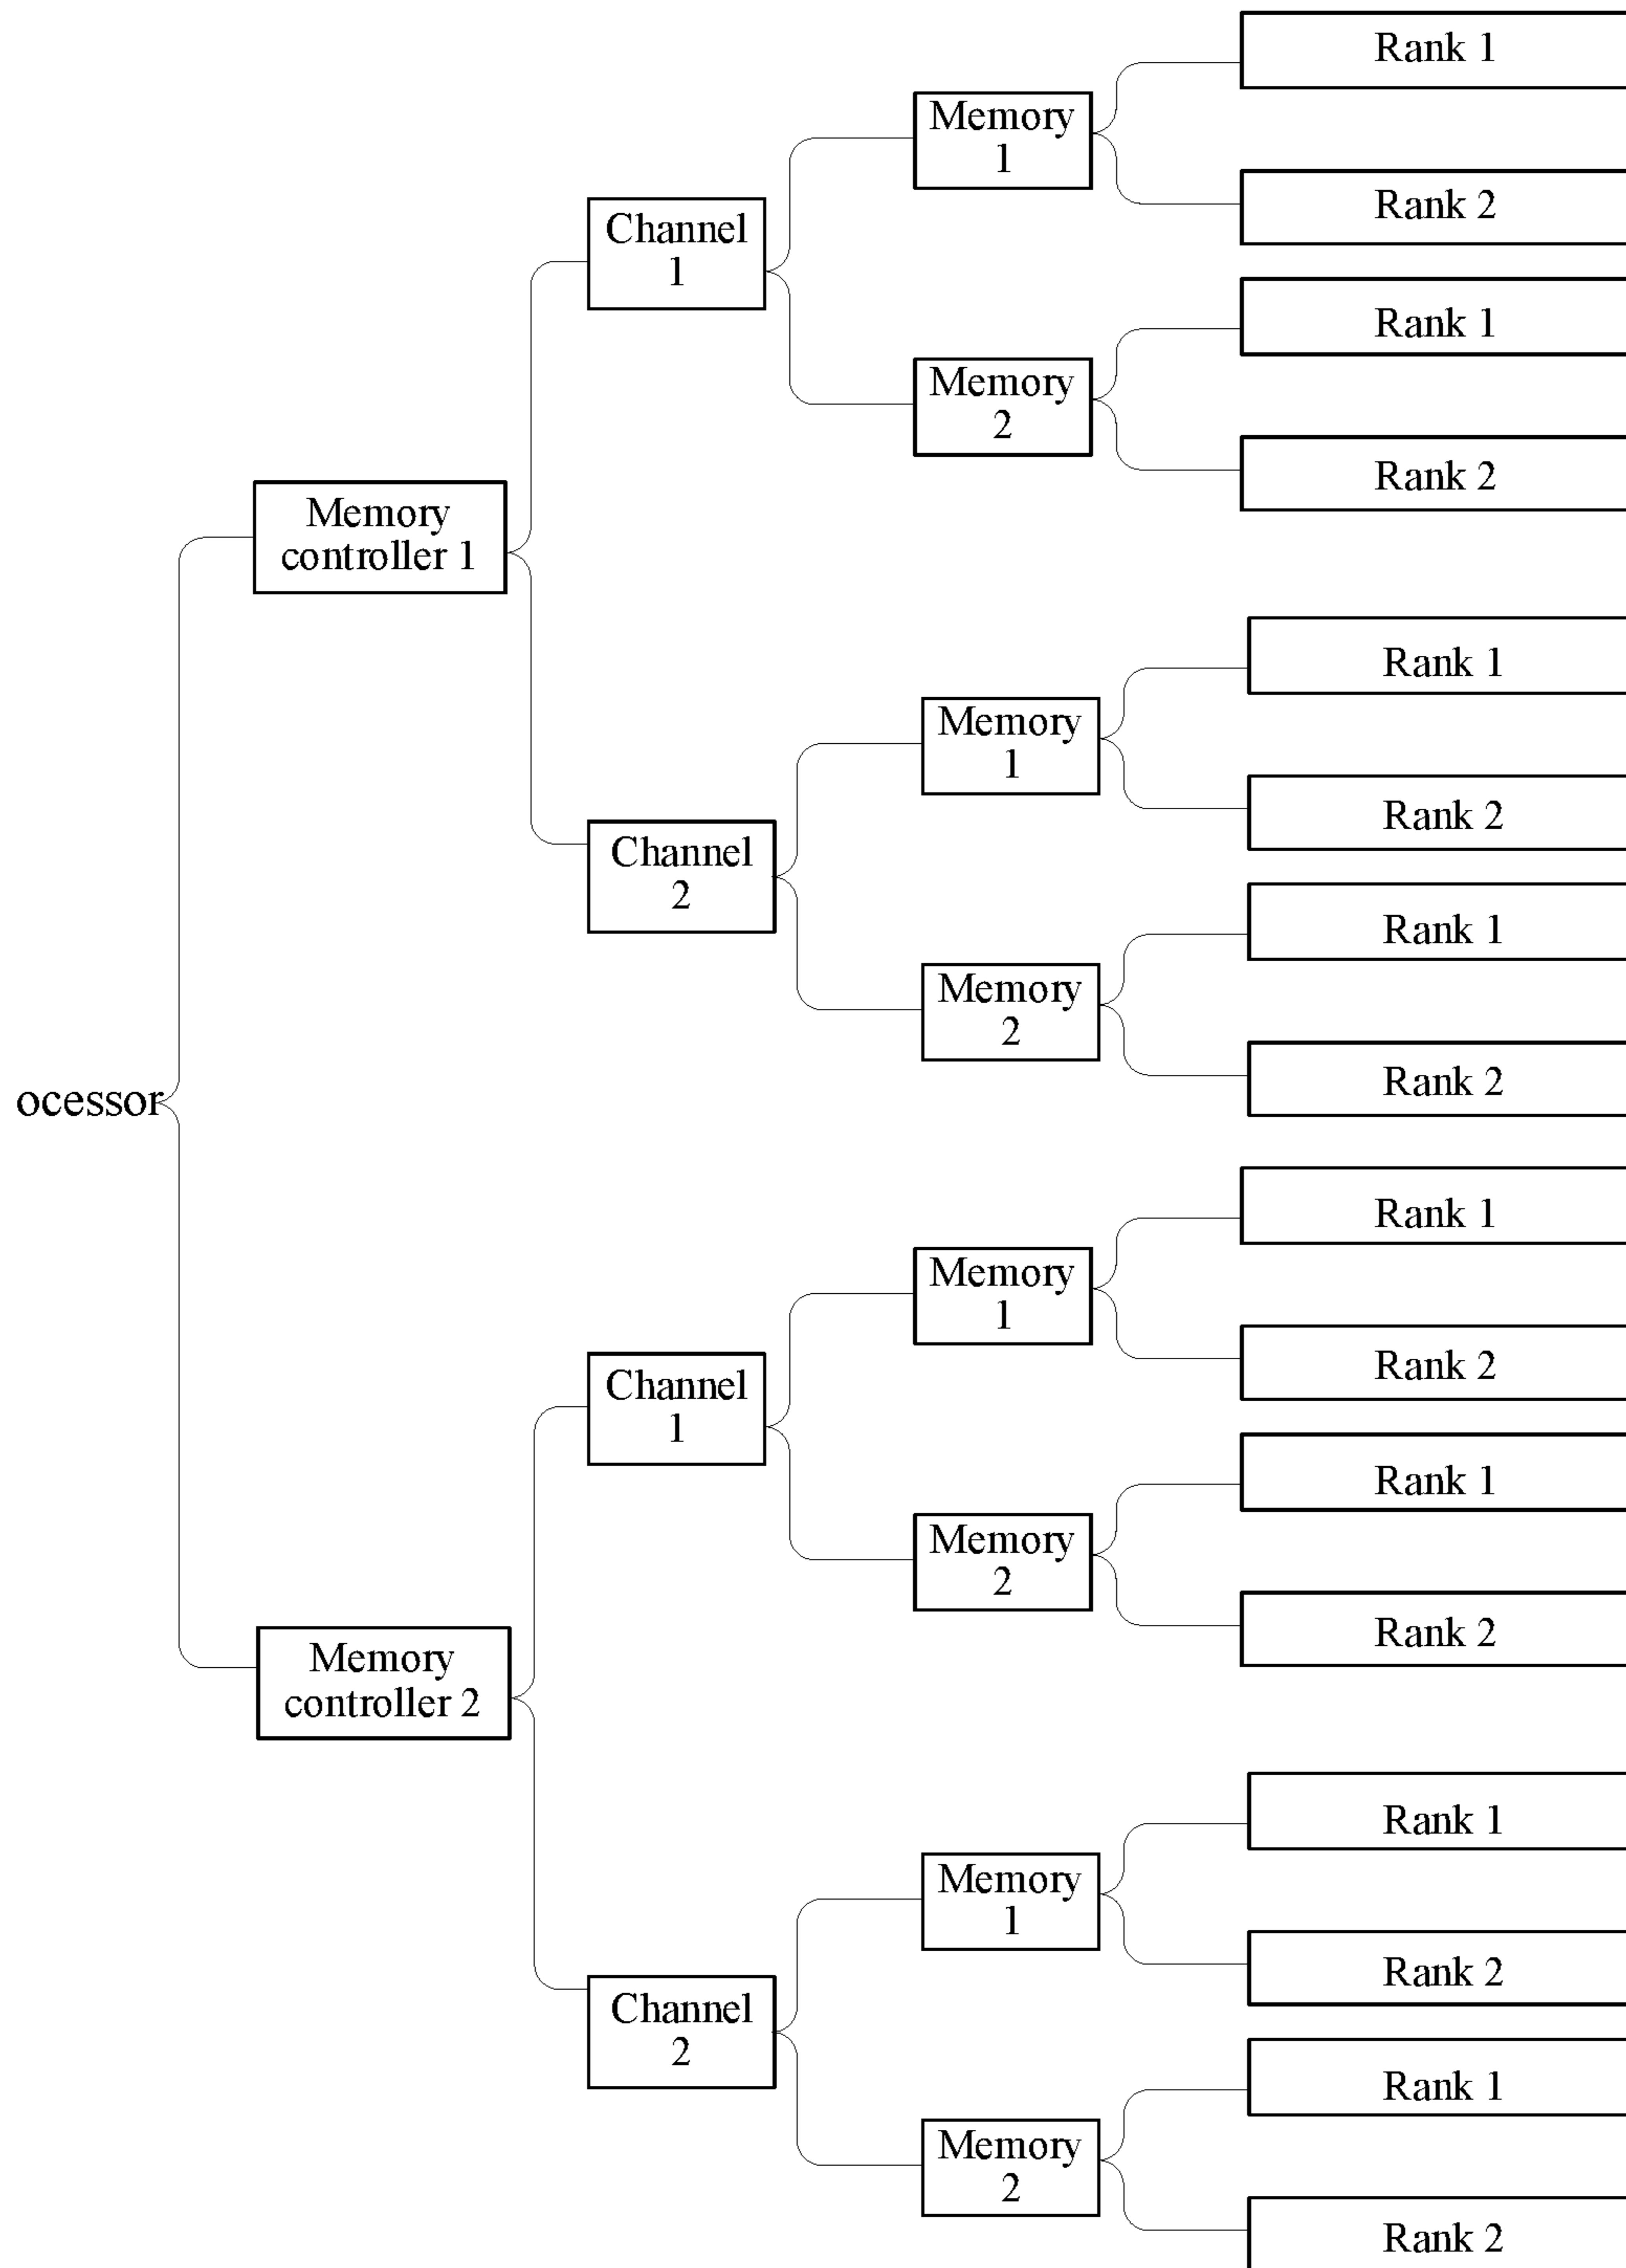 Rank 1
Memory
1
Rank 2
Channel
1
Rank 1
Memory
2
Rank 2
Memory
controller 1
Rank 1
Memory
1
Rank 2
Channel
2
Rank 1
Memory
2
Rank 2
ocessor
Rank 1
Memory
1
Rank 2
Channel
1
Rank 1
Memory
2
Rank 2
Memory
controller 2
Rank 1
Memory
1
Rank 2
Channel
2
Rank 1
Memory
2
Rank 2